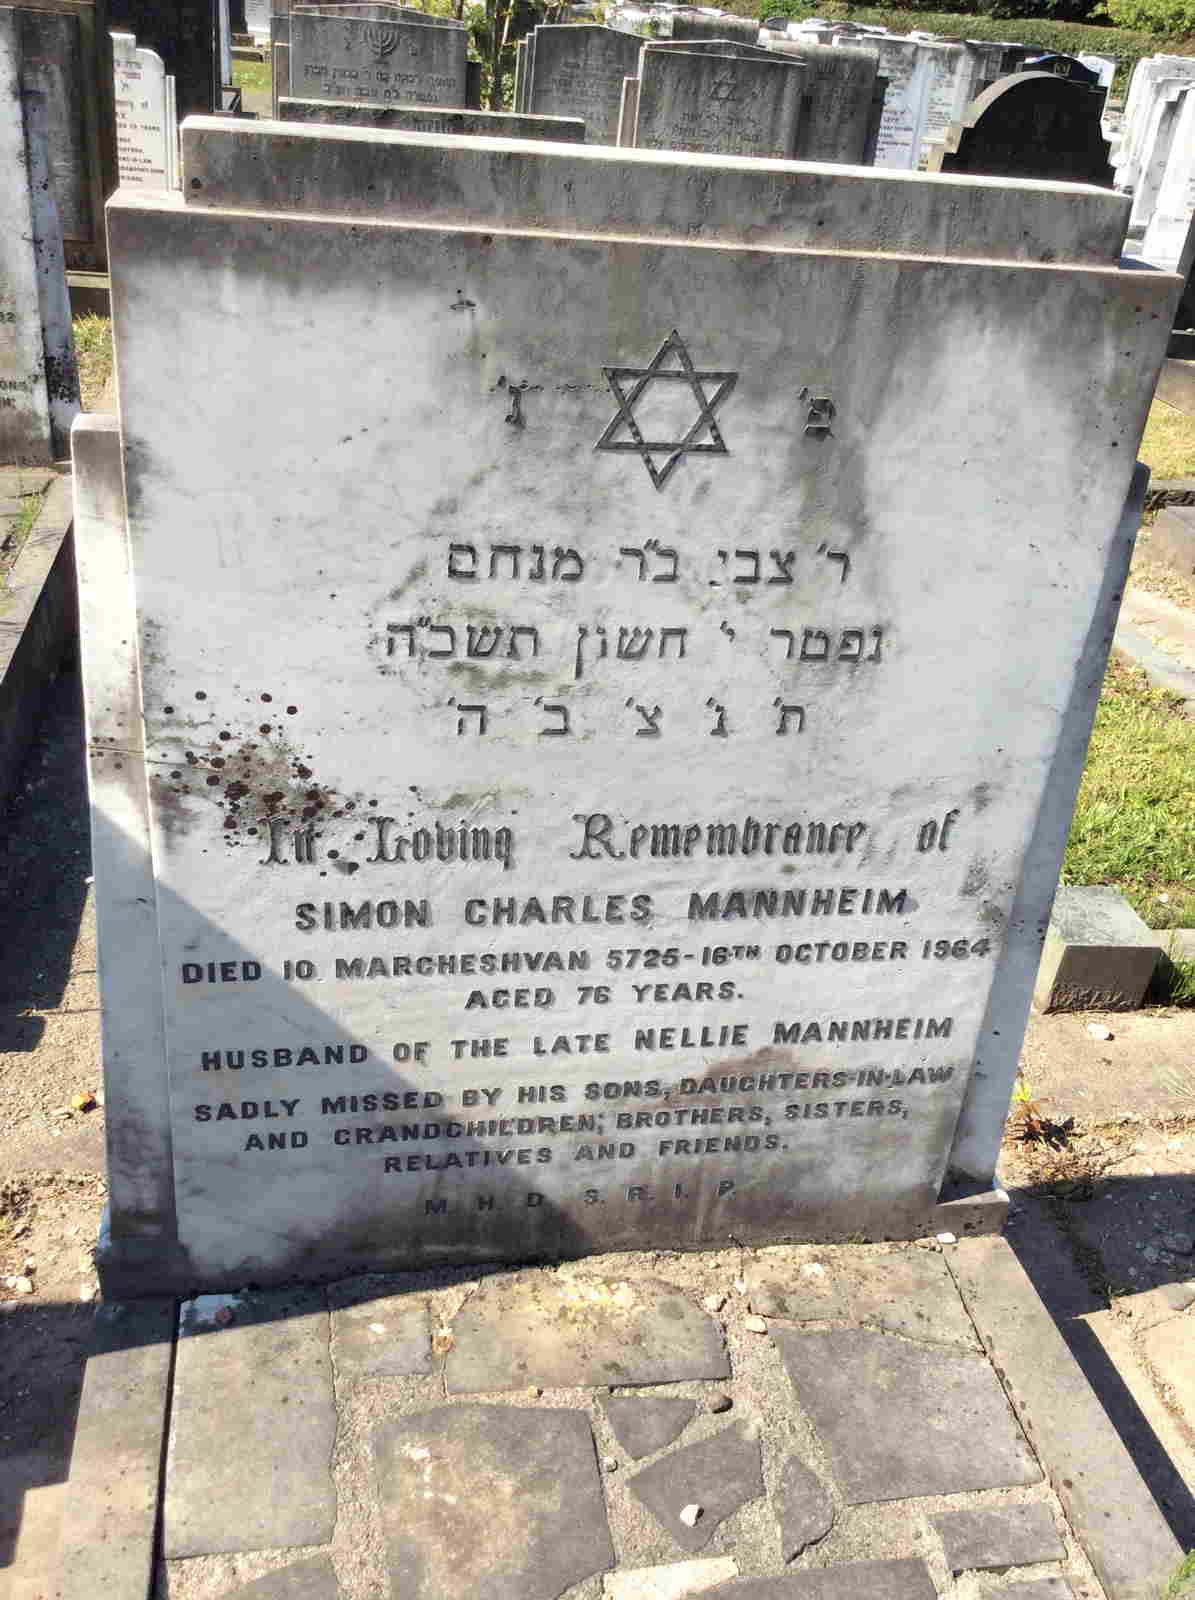 פ' נ'
ר' צבי ב"ר מנחם
נפטר י' חשון תשכ"ה
ת' נ' צ' ב' ה'
In Loving Remembrance of
SIMON CHARLES MANNHEIM
DIED 10 MARCHESHVAN 5725-16TH OCTOBER 1964
AGED 76 YEARS.
HUSBAND OF THE LATE NELLIE MANNHEIM
SADLY MISSED BY HIS SONS, DAUGHTERS-IN-LAW
AND GRANDCHILDREN; BROTHERS, SISTERS,
RELATIVES AND FRIENDS.
M. H. D. S. R. I. P.